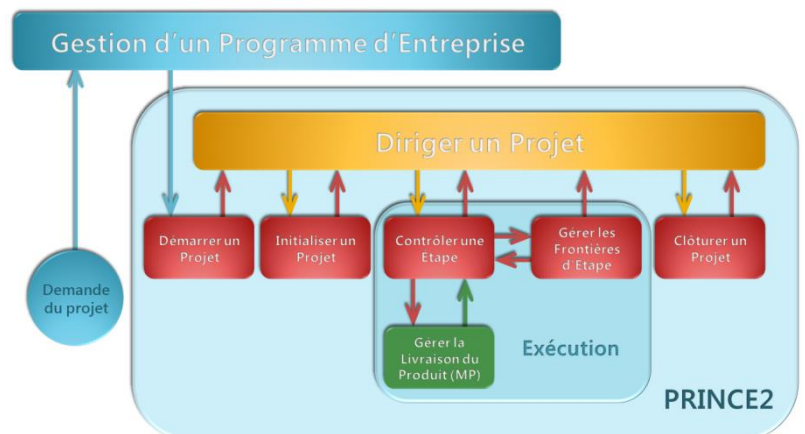 Gestion d'un Programme d'Entreprise
Diriger un Projet
Démarrer un
Projet
Initialiser un
Projet
Contrôler une
Etape
Gérer les
Frontières
d'Etape
Clôturer un
Projet
Demande
du projet
Gérer la
Livraison du
Produit (MP)
Exécution
PRINCE2